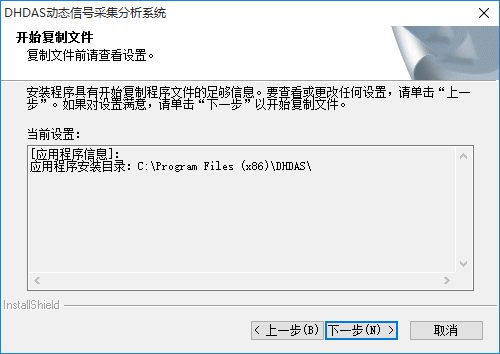 DHDAS动态信号采集分析系统
开始复制文件
复制文件前请查看设置。
安装程序具有开始复制程序文件的足够信息。要查看或更改任何设置，请单击“上一
步”。如果对设置满意，请单击“下一步”以开始复制文件。
当前设置：
[应用程序信息]：
应用程序安装目录：C:\Program Files (x86)\DHDAS\
InstallShield
< 上一步(B) 下一步(N) > 取消